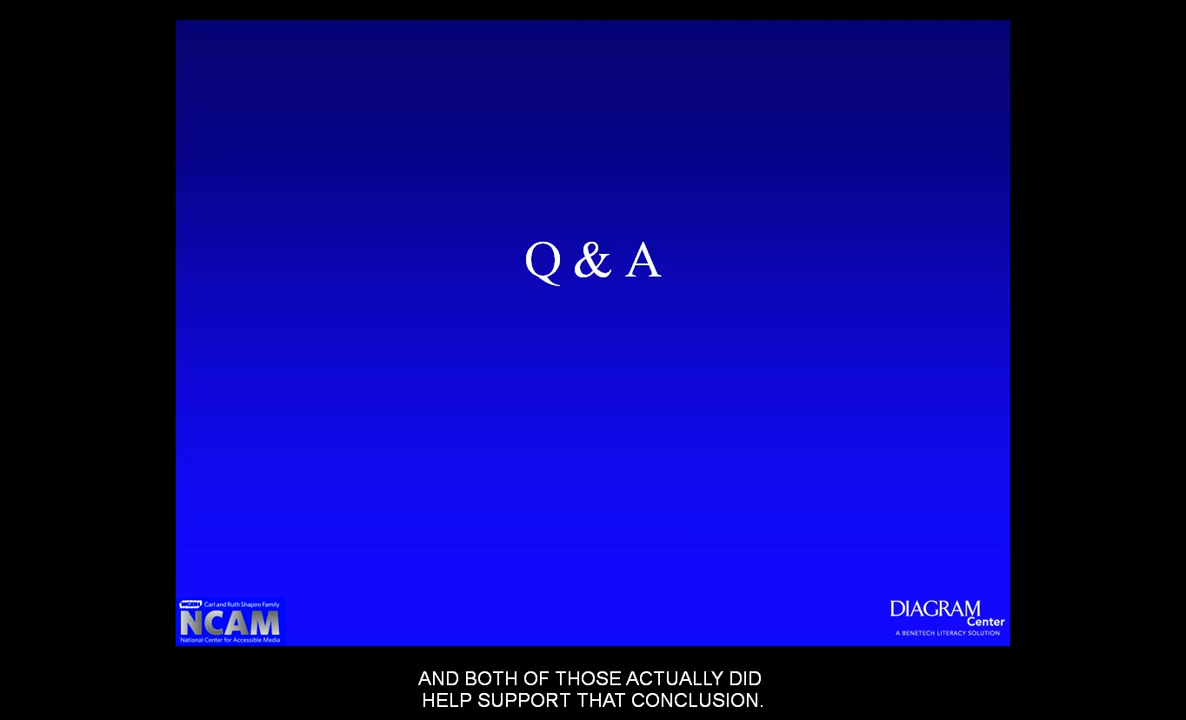 Q & A
WGBH Carl and Ruth Shapiro Family
NCAM
National Center for Accessible Media
DIAGRAM
Center
A BENETECH LITERACY SOLUTION
AND BOTH OF THOSE ACTUALLY DID
HELP SUPPORT THAT CONCLUSION.